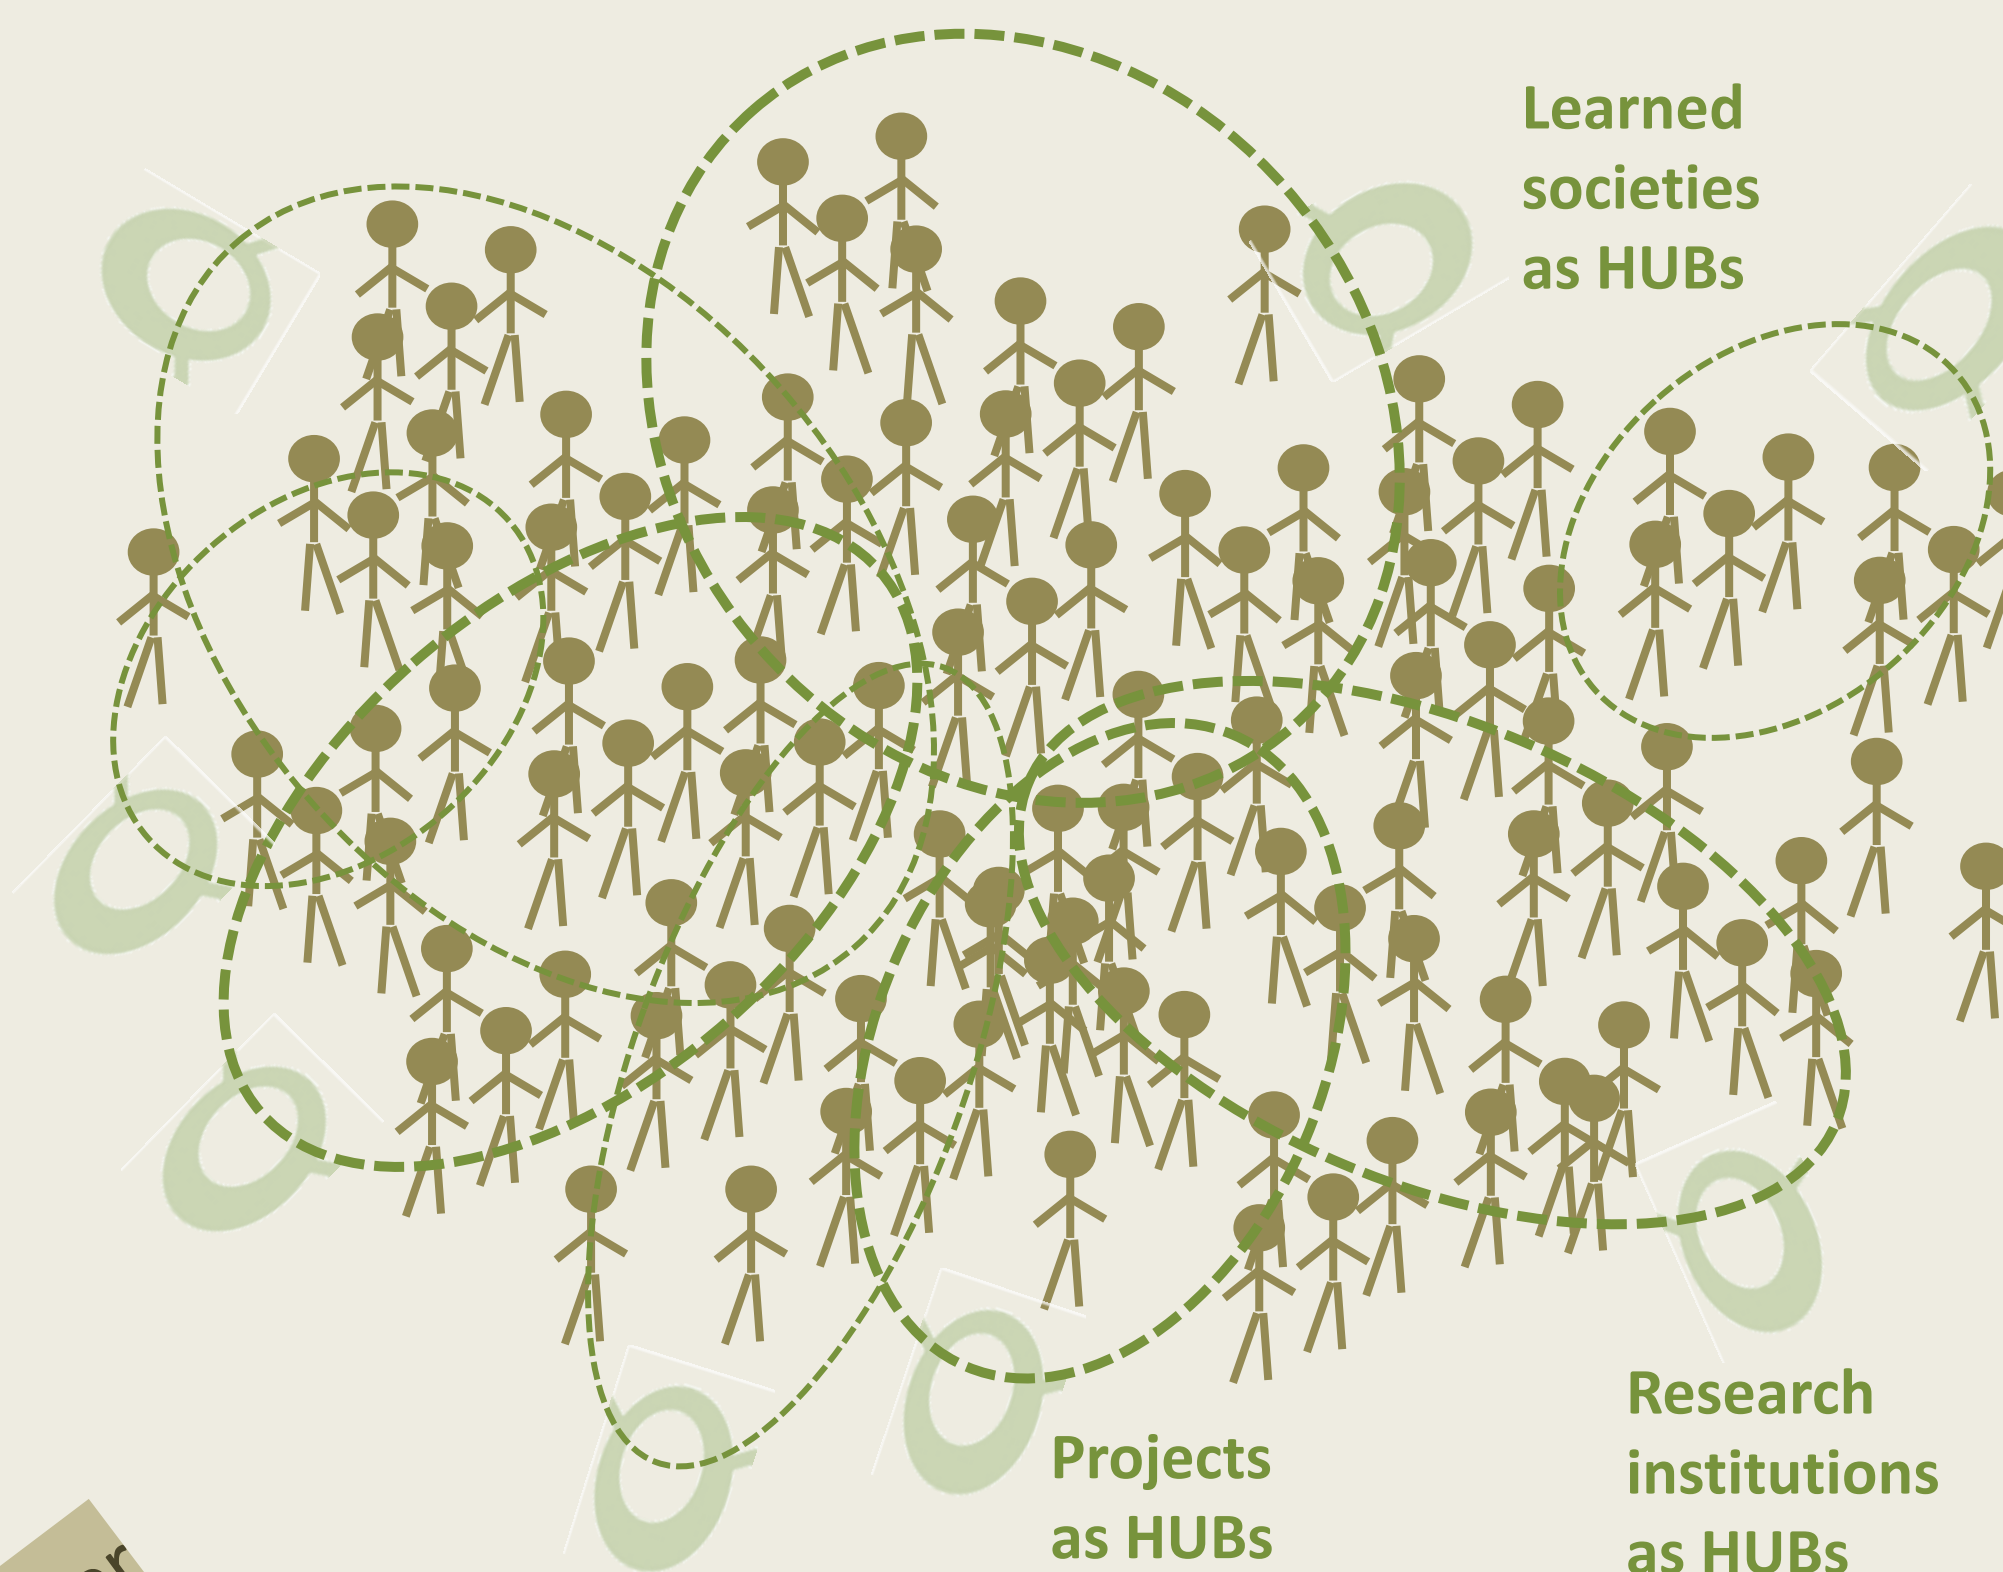 Learned
societies
as HUBs
Research
institutions
as HUBs
Projects
as HUBs